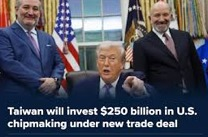 Taiwan will invest $250 billion in U.S.
chipmaking under new trade deal